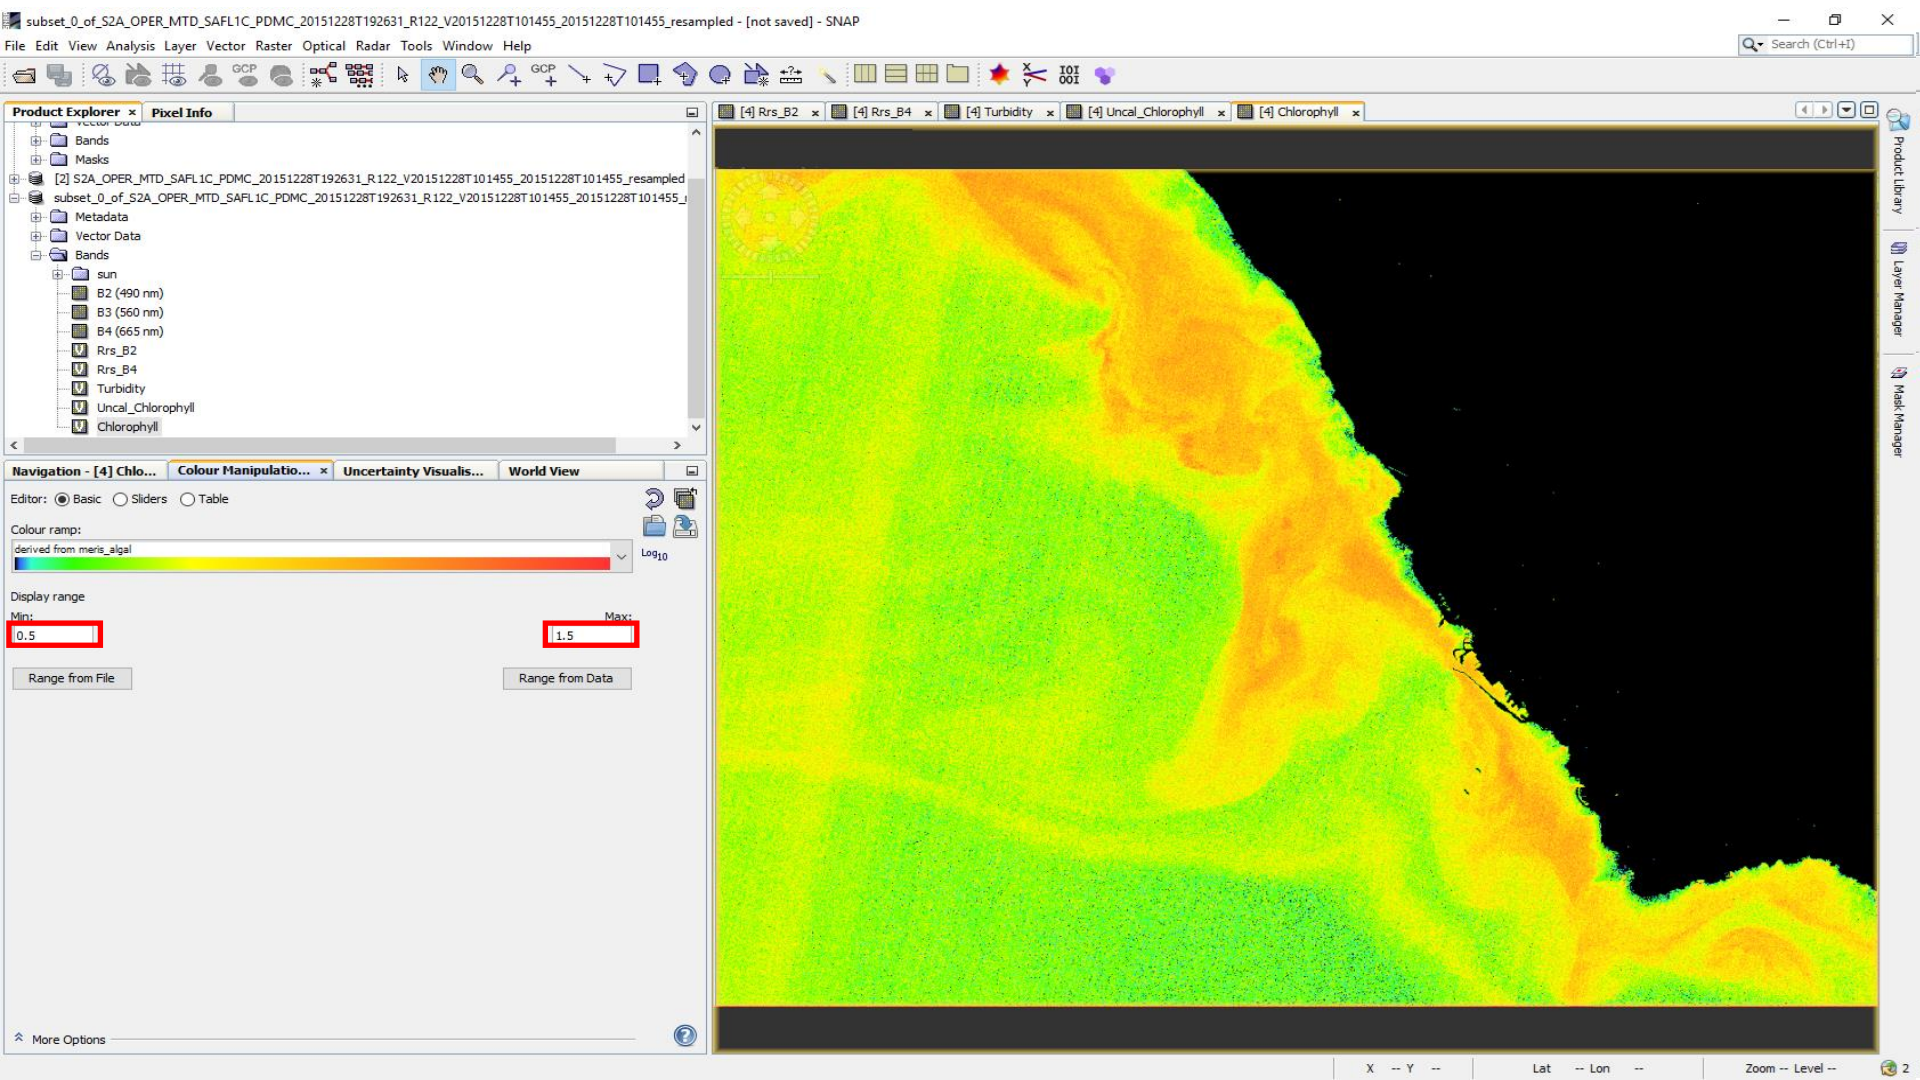 subset_0_of_S2A_OPER_MTD_SAFL1C_PDMC_20151228T192631_R122_V20151228T101455_20151228T101455_resampled - [not saved] - SNAP
File Edit View Analysis Layer Vector Raster Optical Radar Tools Window Help
Search (Ctrl+I)
GCP
GCP
Product Explorer × Pixel Info
[4] Rrs_B2 × [4] Rrs_B4 × [4] Turbidity × [4] Uncal_Chlorophyll × [4] Chlorophyll ×
Vector Data
Bands
Masks
[2] S2A_OPER_MTD_SAFL1C_PDMC_20151228T192631_R122_V20151228T101455_20151228T101455_resampled
subset_0_of_S2A_OPER_MTD_SAFL1C_PDMC_20151228T192631_R122_V20151228T101455_20151228T101455_
Metadata
Vector Data
Bands
sun
B2 (490 nm)
B3 (560 nm)
B4 (665 nm)
Rrs_B2
Rrs_B4
Turbidity
Uncal_Chlorophyll
Chlorophyll
Product Library
Layer Manager
Mask Manager
Navigation - [4] Chlo... Colour Manipulatio... × Uncertainty Visualis... World View
Editor: Basic Sliders Table
Colour ramp:
derived from meris_algal
Log10
Display range
Min: Max:
0.5 1.5
Range from File Range from Data
More Options
X -- Y -- Lat -- Lon -- Zoom -- Level -- 2